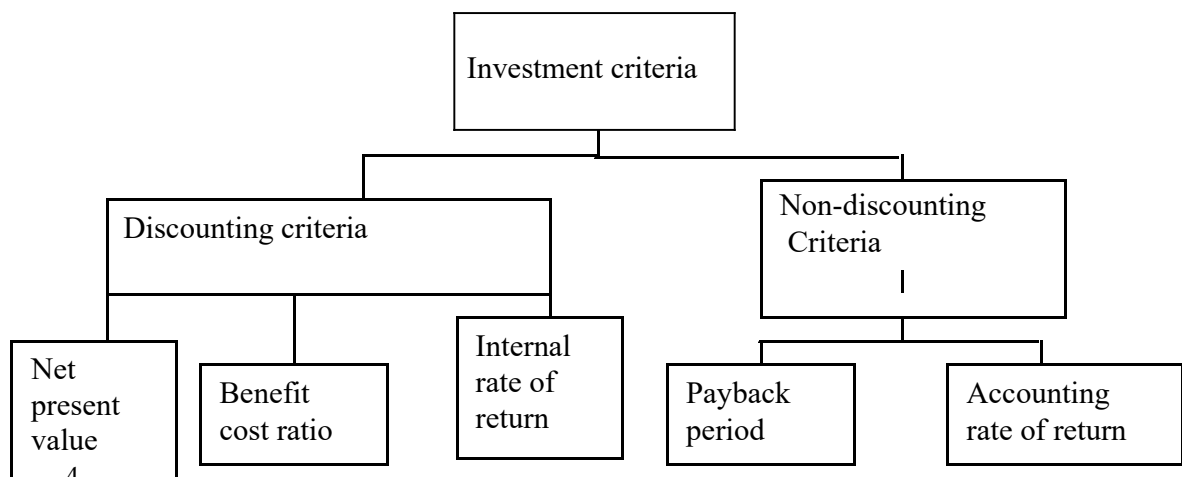 Investment criteria
Discounting criteria
Non-discounting
Criteria
Net
present
value
Benefit
cost ratio
Internal
rate of
return
Payback
period
Accounting
rate of return